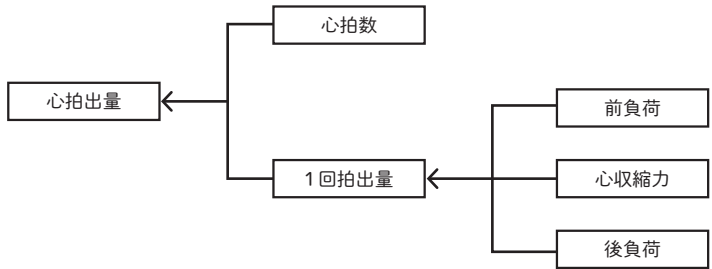 心拍数
心拍出量
1回拍出量
前負荷
心収縮力
後負荷